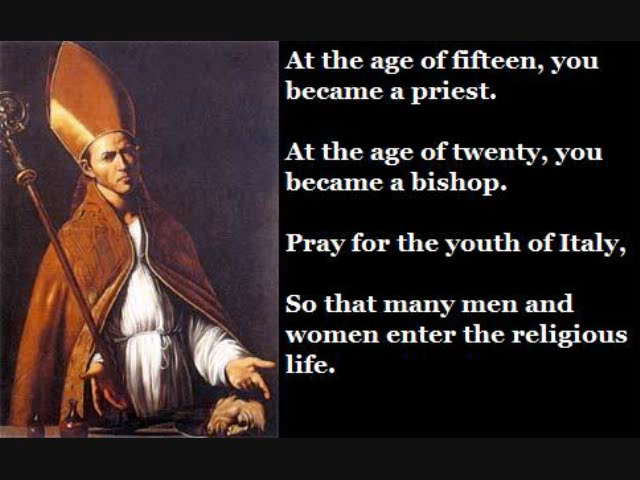 At the age of fifteen, you
became a priest.
At the age of twenty, you
became a bishop.
Pray for the youth of Italy,
So that many men and
women enter the religious
life.